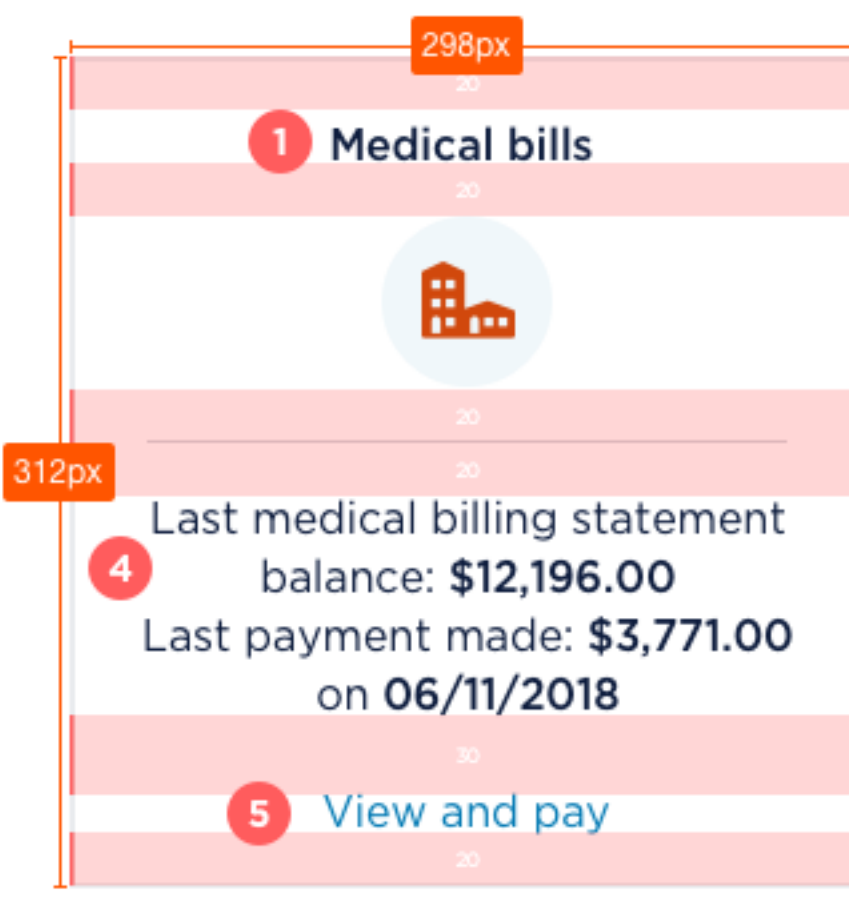 298px
20
1 Medical bills
20
20
312px
20
Last medical billing statement
4
balance: $12,196.00
Last payment made: $3,771.00
on 06/11/2018
30
5 View and pay
20